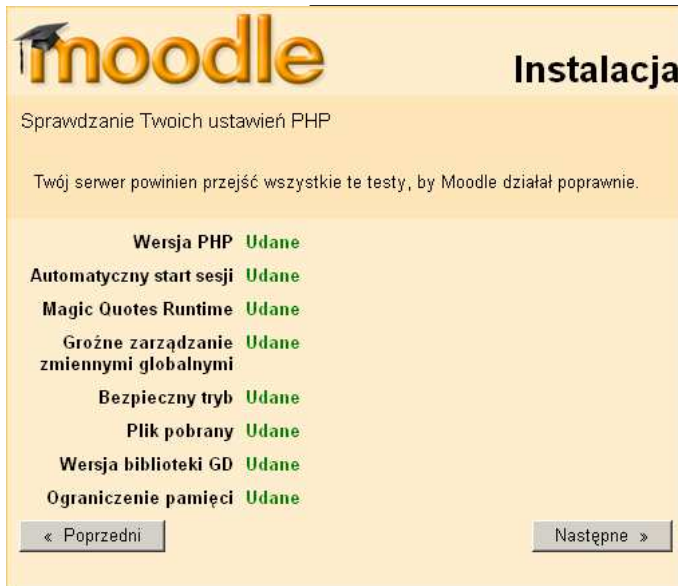 moodle
Instalacja
Sprawdzanie Twoich ustawień PHP
Twój serwer powinien przejść wszystkie te testy, by Moodle działał poprawnie.
Wersja PHP Udane
Automatyczny start sesji Udane
Magic Quotes Runtime Udane
Groźne zarządzanie Udane
zmiennymi globalnymi
Bezpieczny tryb Udane
Plik pobrany Udane
Wersja biblioteki GD Udane
Ograniczenie pamięci Udane
« Poprzedni
Następne »